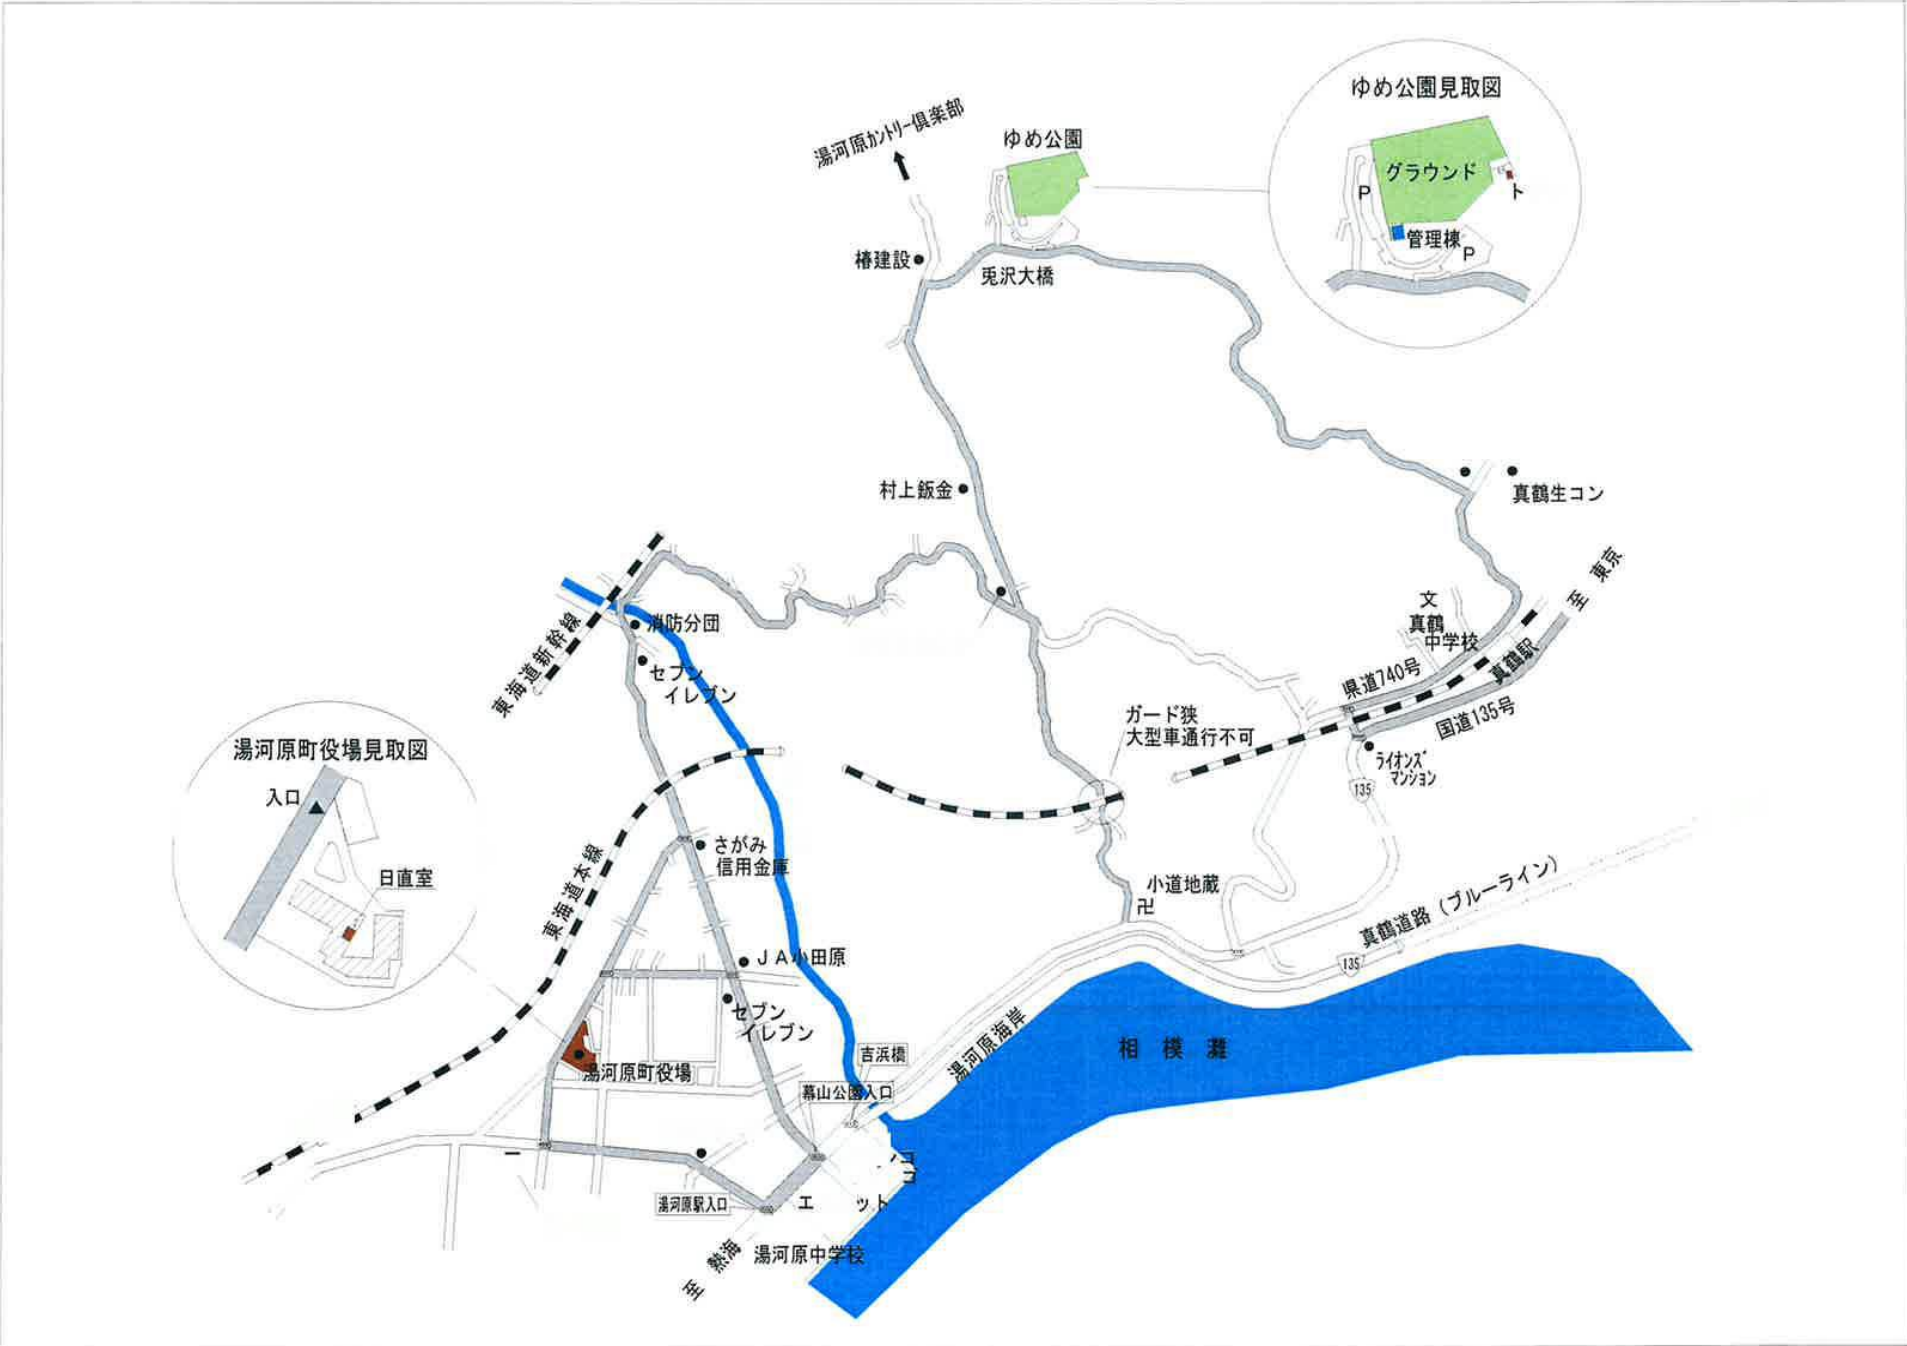 湯河原カントリー倶楽部
ゆめ公園
ゆめ公園見取図
グラウンド
P
ト
管理棟
P
椿建設
兎沢大橋
村上鈑金
真鶴生コン
東海道新幹線
消防分団
セブン
イレブン
文
真鶴
中学校
真鶴駅
至 東京
県道740号
国道135号
ガード狭
大型車通行不可
ライオンズ
マンション
135
湯河原町役場見取図
入口
日直室
東海道本線
さがみ
信用金庫
小道地蔵
卍
真鶴道路(ブルーライン)
135
JA小田原
セブン
イレブン
湯河原町役場
吉浜橋
幕山公園入口
湯河原海岸
相模灘
湯河原駅入口
エ
ット
コ
湯河原中学校
至 熱海